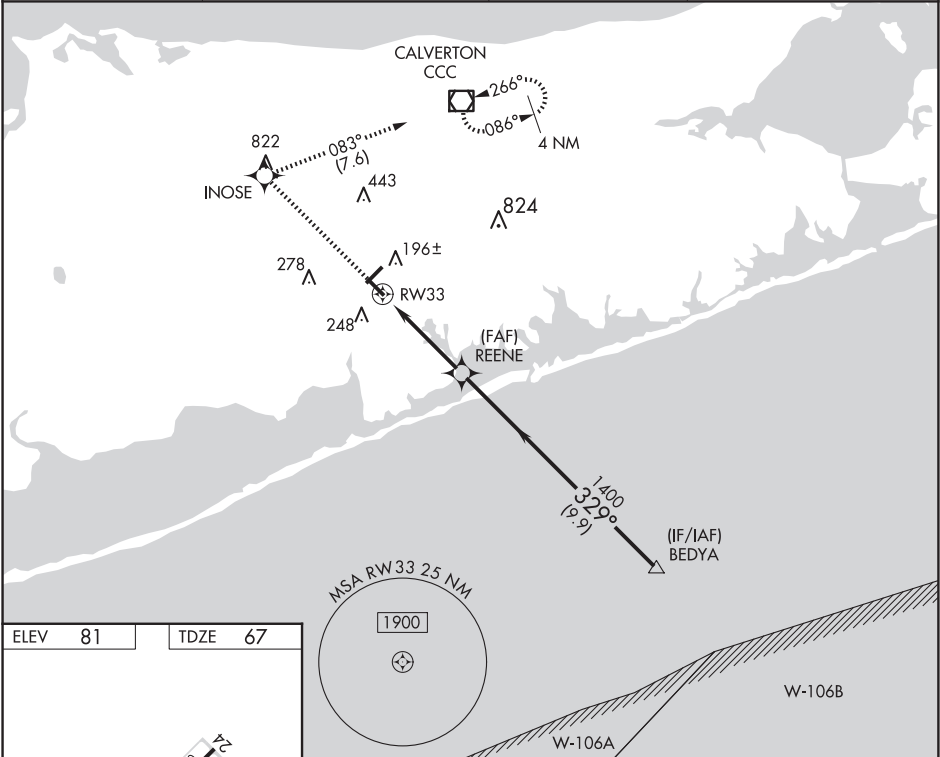 CALVERTON
CCC
266°
086°
4 NM
822
083°
(7.6)
INOSE
443
824
196±
278
RW33
248
(FAF)
REENE
1400
329°
(9.9)
(IF/IAF)
BEDYA
MSA RW33 25 NM
1900
ELEV 81
TDZE 67
W-106B
W-106A
24